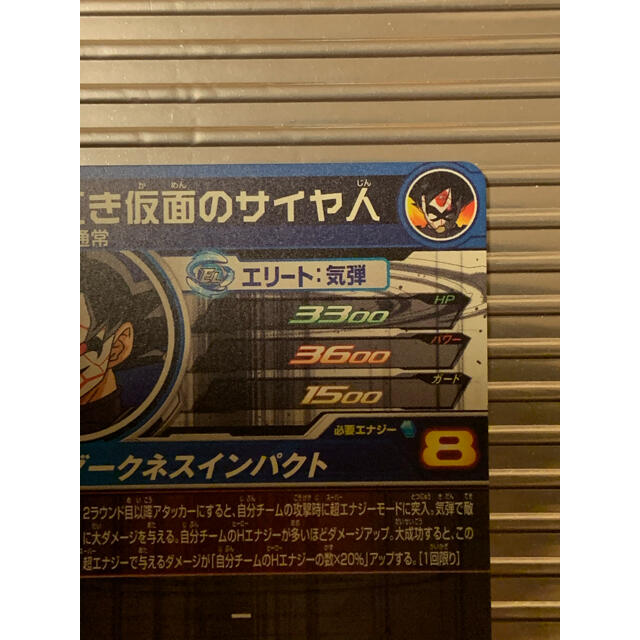 き仮面のサイヤ人
かめん じん
通常
エリート:気弾
HP
3300
パワー
3600
ガード
1500
必要エナジー 8
ダークネスインパクト
2ラウンド目以降アタッカーにすると、自分チームの攻撃時に超エナジーモードに突入。気弾で敵
に大ダメージを与える。自分チームのHエナジーが多いほどダメージアップ。大成功すると、この
超エナジーで与えるダメージが「自分チームのHエナジーの数×20%」アップする。[1回限り]